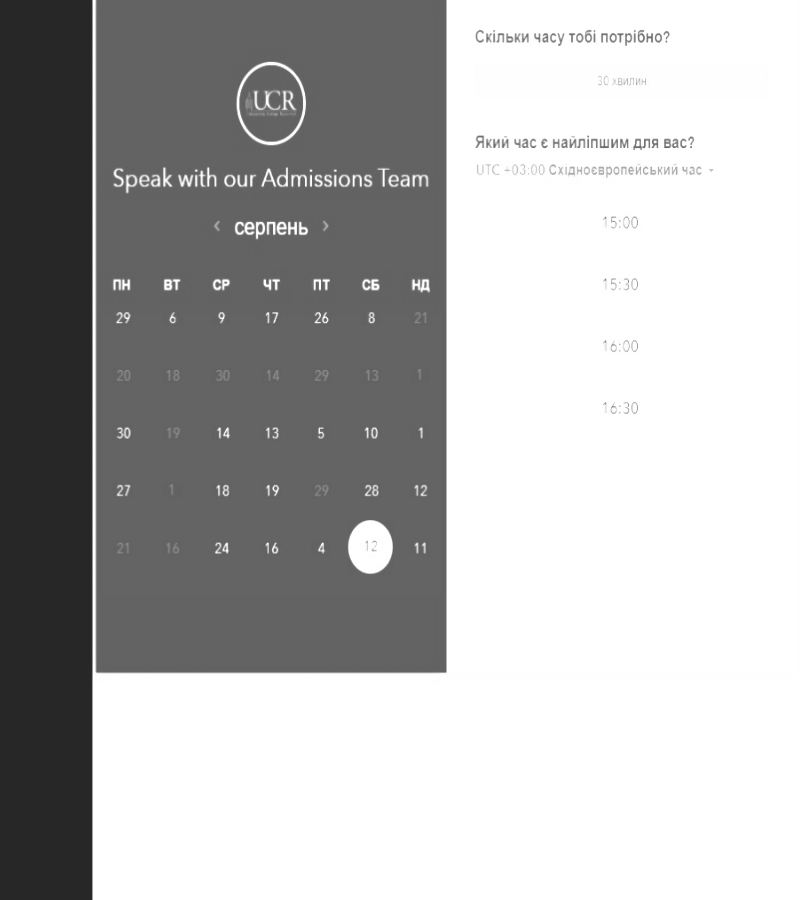 UCR
Speak with our Admissions Team
‹ серпень ›
ПН ВТ СР ЧТ ПТ СБ НД
29 6 9 17 26 8 21
20 18 30 14 29 13 1
30 19 14 13 5 10 1
27 1 18 19 29 28 12
21 16 24 16 4 12 11
Скільки часу тобі потрібно?
30 хвилин
Який час є найліпшим для вас?
UTC +03:00 Східноєвропейський час
15:00
15:30
16:00
16:30